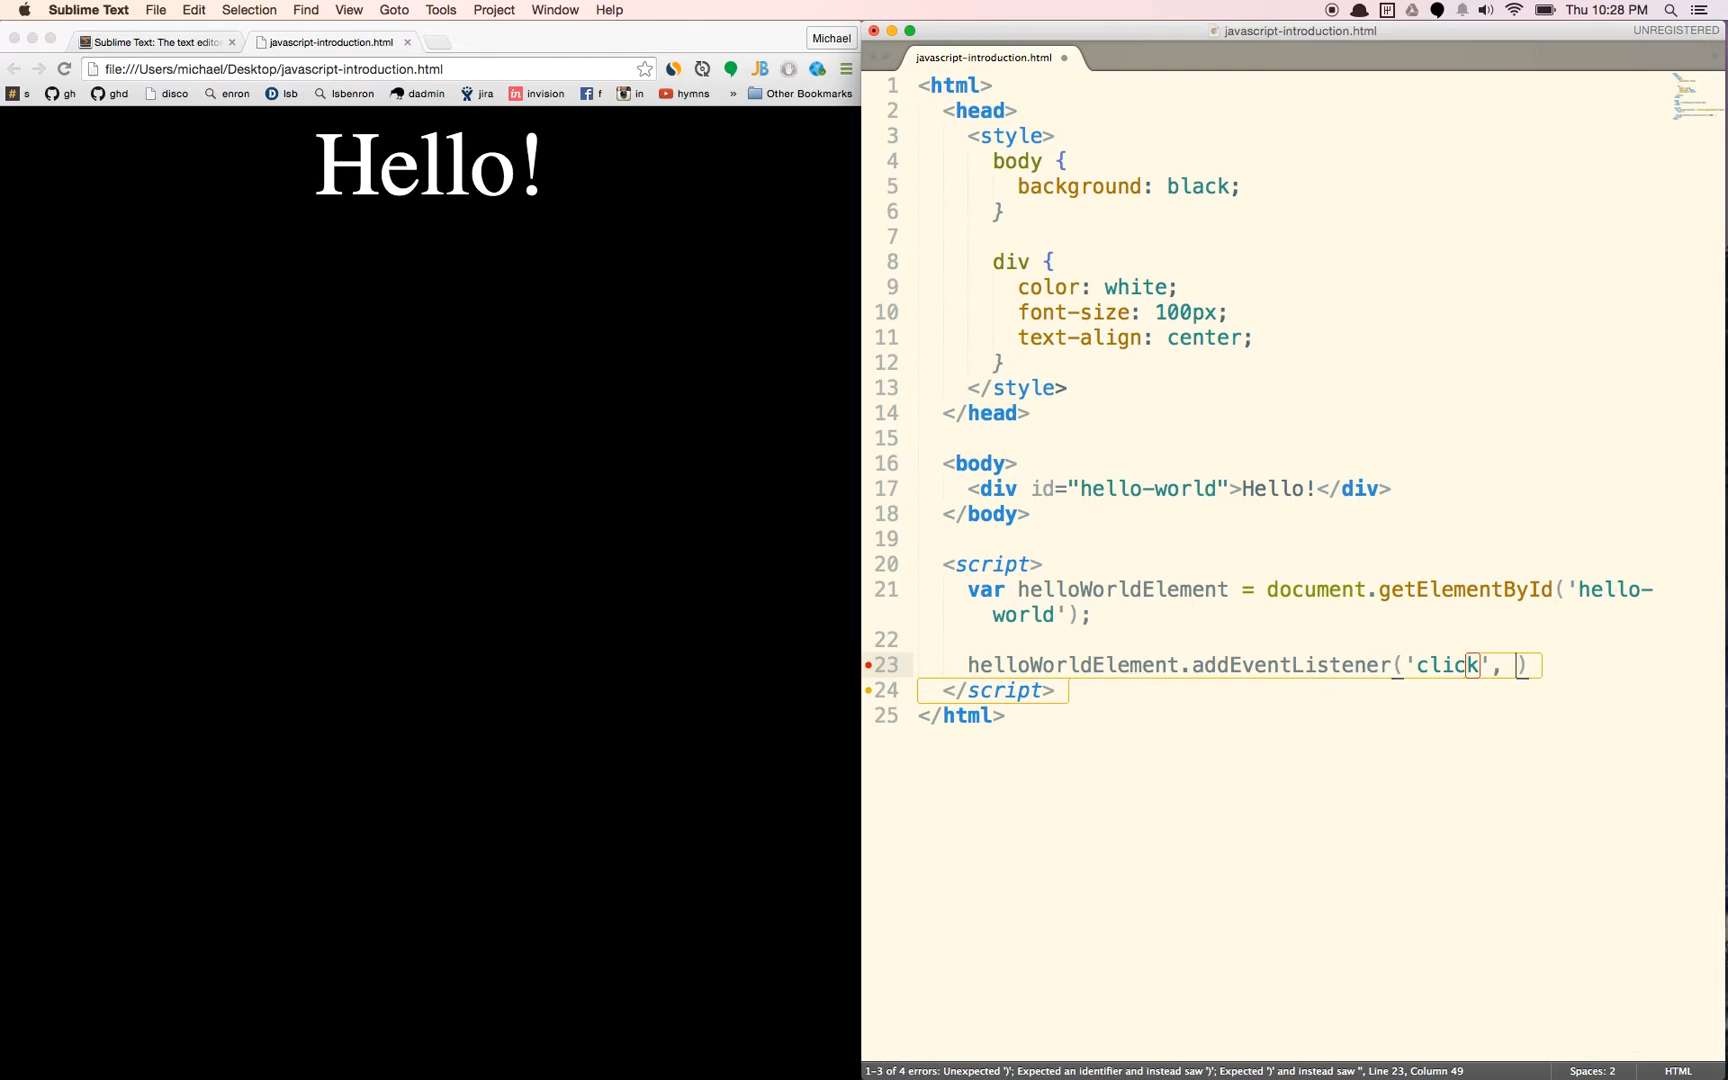 Sublime Text File Edit Selection Find View Goto Tools Project Window Help Thu 10:28 PM
Sublime Text: The text editor × javascript-introduction.html × Michael
file:///Users/michael/Desktop/javascript-introduction.html
# s gh ghd disco enron lsb lsbenron dadmin jira invision f in hymns » Other Bookmarks
Hello!
javascript-introduction.html UNREGISTERED
javascript-introduction.html
1 <html>
2 <head>
3 <style>
4 body {
5 background: black;
6 }
7
8 div {
9 color: white;
10 font-size: 100px;
11 text-align: center;
12 }
13 </style>
14 </head>
15
16 <body>
17 <div id="hello-world">Hello!</div>
18 </body>
19
20 <script>
21 var helloWorldElement = document.getElementById('hello-
world');
22
23 helloWorldElement.addEventListener('click', )
24 </script>
25 </html>
1-3 of 4 errors: Unexpected ')'; Expected an identifier and instead saw ')'; Expected ')' and instead saw '', Line 23, Column 49 Spaces: 2 HTML